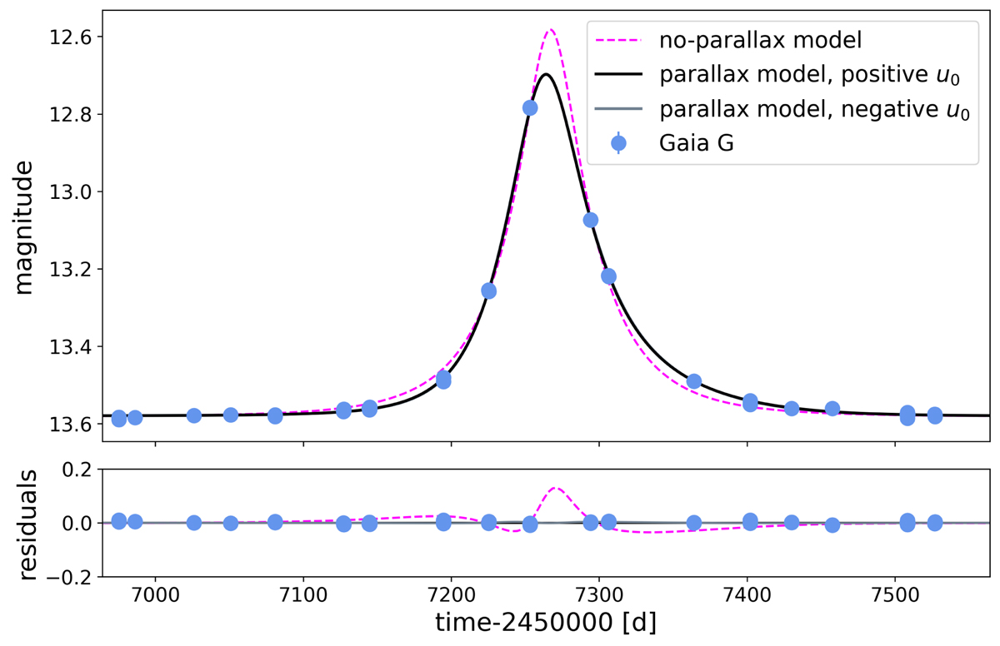 12.6
12.8
13.0
13.2
13.4
13.6
magnitude
no-parallax model
parallax model, positive u₀
parallax model, negative u₀
Gaia G
0.2
0.0
−0.2
residuals
7000 7100 7200 7300 7400 7500
time-2450000 [d]